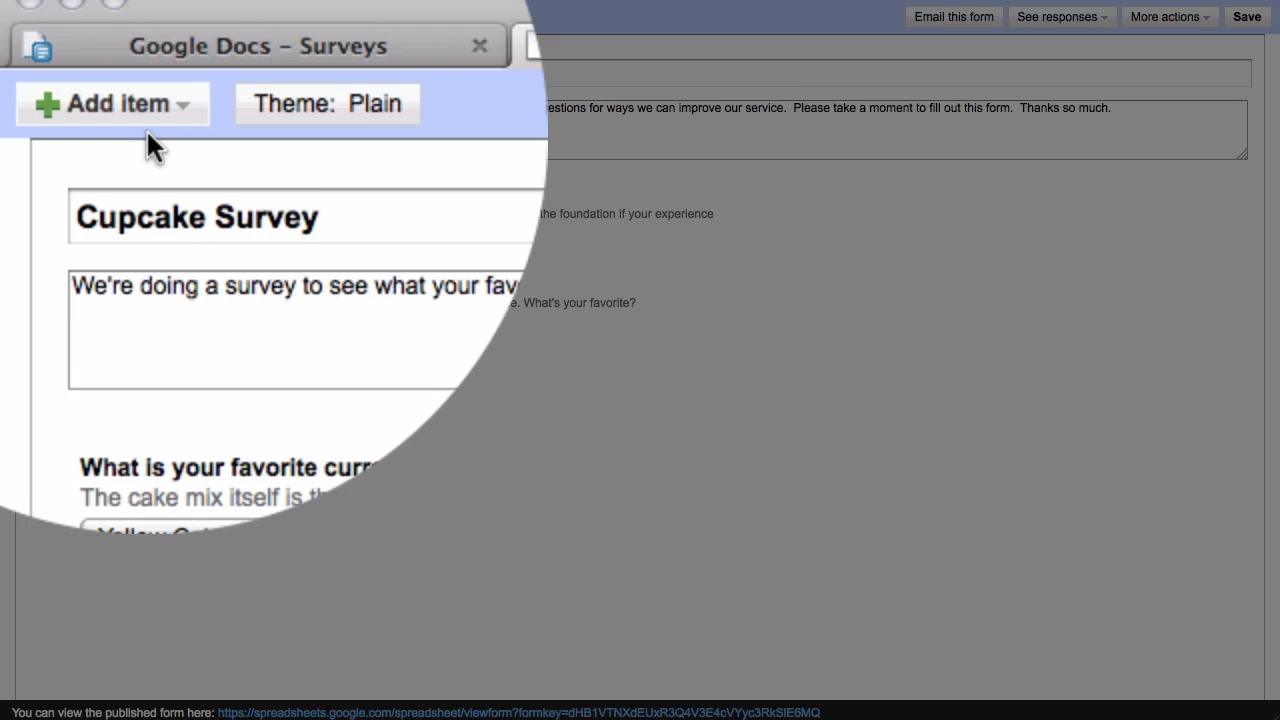 Google Docs – Surveys
Add item
Theme: Plain
Email this form
See responses
More actions
Save
Cupcake Survey
We're doing a survey to see what your
estions for ways we can improve our service. Please take a moment to fill out this form. Thanks so much.
What is your favorite
The cake mix itself is
the foundation if your experience
e. What's your favorite?
You can view the published form here: https://spreadsheets.google.com/spreadsheet/viewform?formkey=dHB1VTNXdEUxR3Q4V3E4cVYyc3RkSlE6MQ